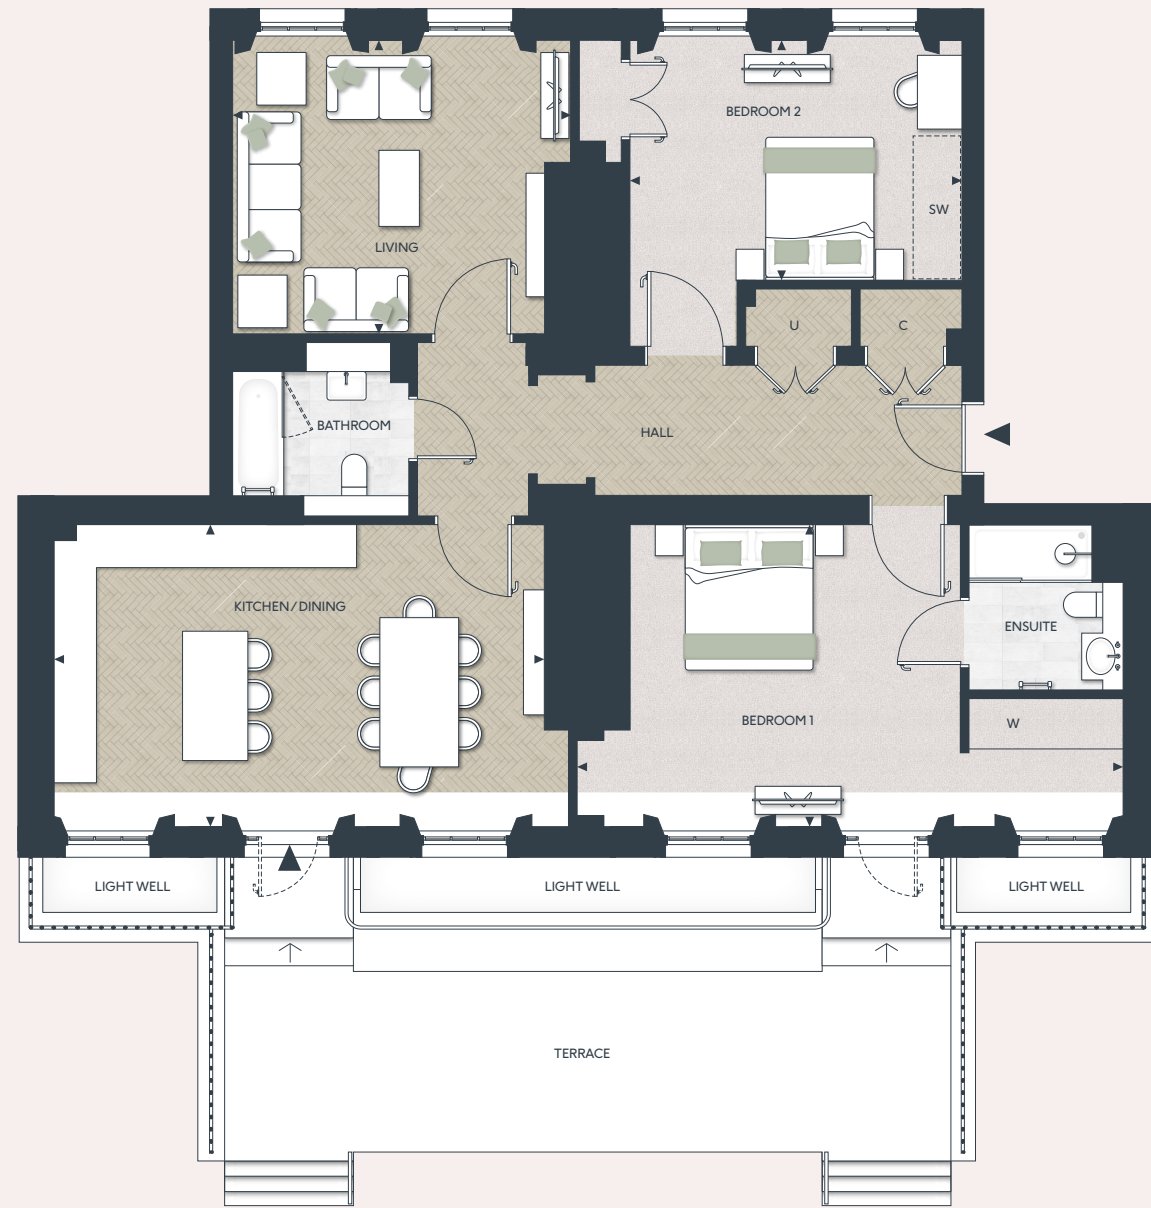 BEDROOM 2
SW
LIVING
U
C
BATHROOM
HALL
KITCHEN / DINING
ENSUITE
BEDROOM 1
W
LIGHT WELL
LIGHT WELL
LIGHT WELL
TERRACE